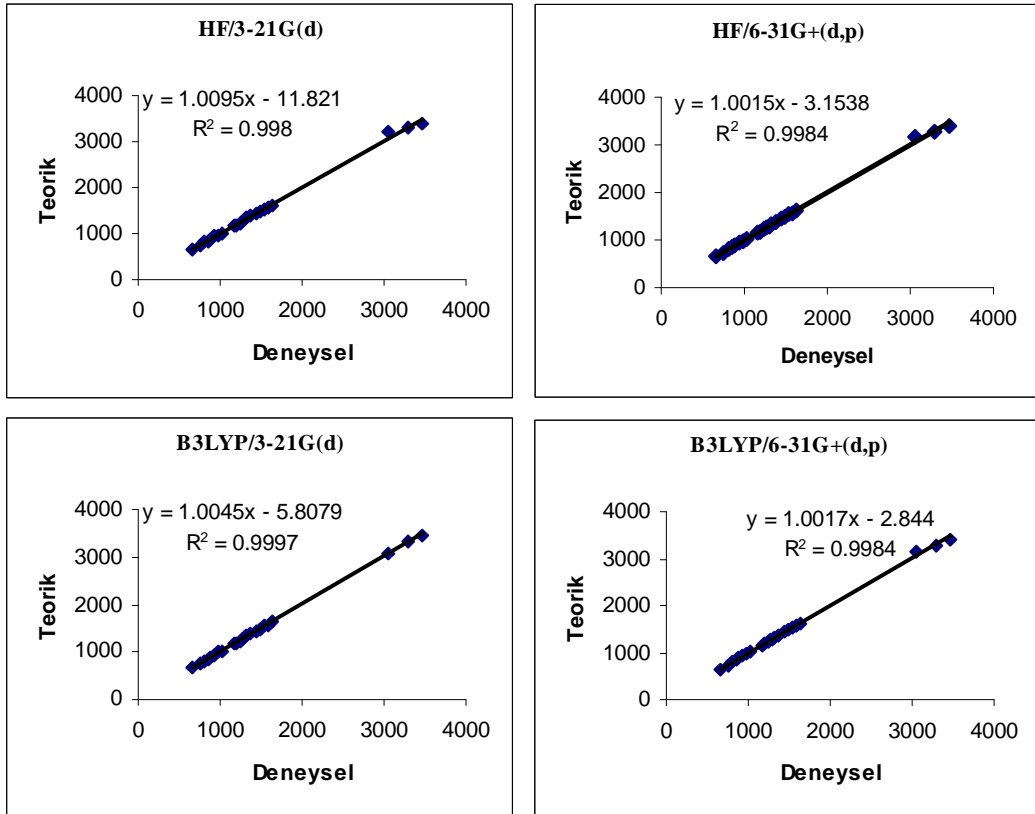 HF/3-21G(d)
y = 1.0095x - 11.821
R² = 0.998
4000
3000
2000
1000
0
Teorik
0 1000 2000 3000 4000
Deneysel
HF/6-31G+(d,p)
y = 1.0015x - 3.1538
R² = 0.9984
4000
3000
2000
1000
0
Teorik
0 1000 2000 3000 4000
Deneysel
B3LYP/3-21G(d)
y = 1.0045x - 5.8079
R² = 0.9997
4000
3000
2000
1000
0
Teorik
0 1000 2000 3000 4000
Deneysel
B3LYP/6-31G+(d,p)
y = 1.0017x - 2.844
R² = 0.9984
4000
3000
2000
1000
0
Teorik
0 1000 2000 3000 4000
Deneysel